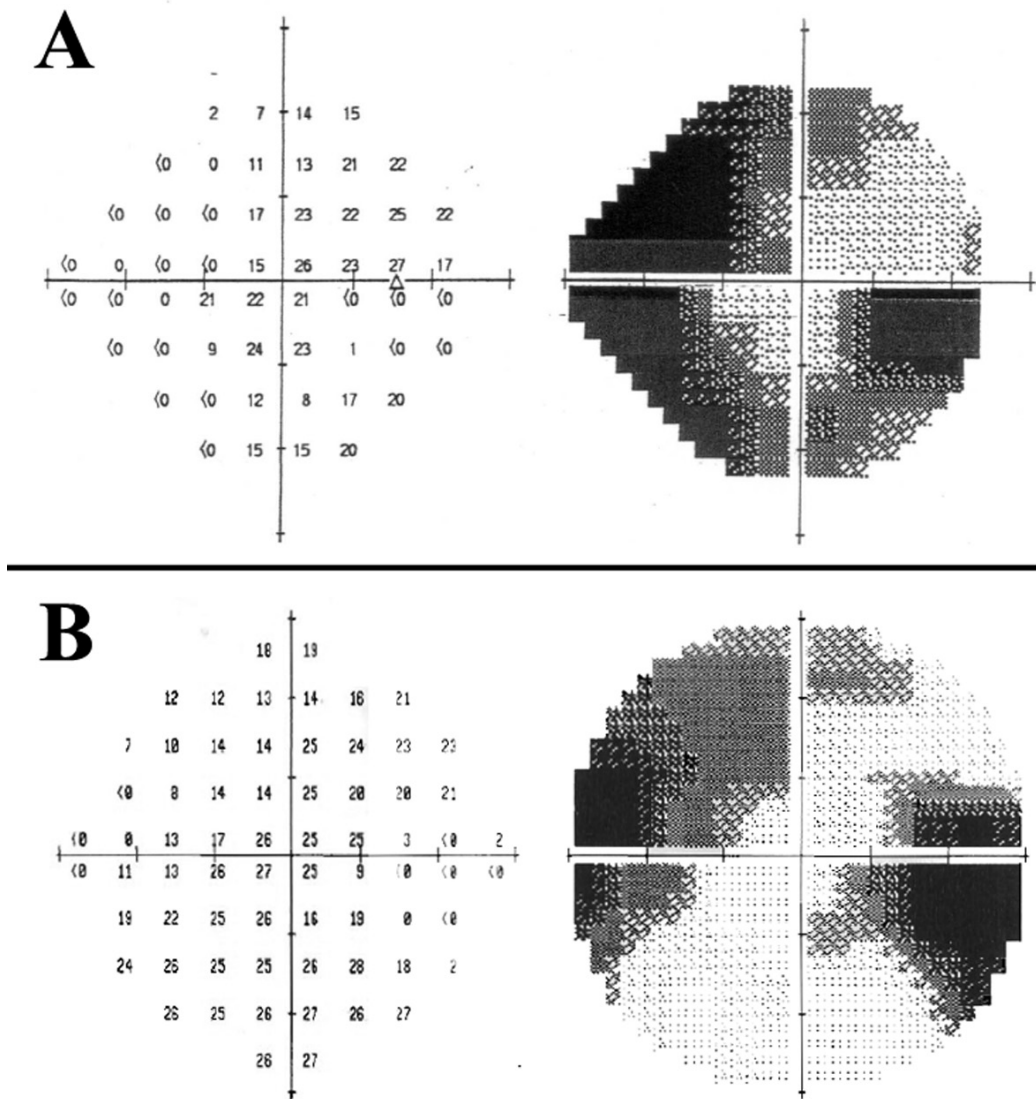 A
2 7 14 15
<0 0 11 13 21 22
<0 <0 <0 17 23 22 25 22
<0 0 <0 <0 15 26 23 27 17
<0 <0 0 21 22 21 <0 <0 <0
<0 <0 9 24 23 1 <0 <0
<0 <0 12 8 17 20
<0 15 15 20
B
18 19
12 12 13 14 16 21
7 10 14 14 25 24 23 23
<0 8 14 14 25 20 20 21
<0 0 13 17 26 25 25 3 <0 2
<0 11 13 26 27 25 9 <0 <0 <0
19 22 25 26 16 19 0 <0
24 26 25 25 26 28 18 2
26 25 26 27 26 27
26 27